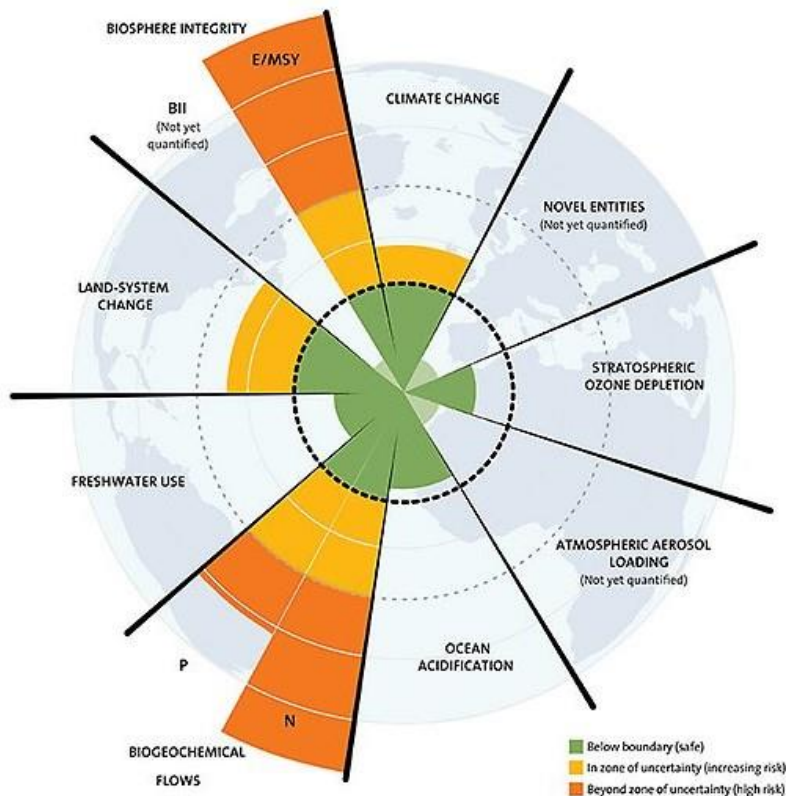 BIOSPHERE INTEGRITY
E/MSY
BII
(Not yet
quantified)
CLIMATE CHANGE
NOVEL ENTITIES
(Not yet quantified)
LAND-SYSTEM
CHANGE
STRATOSPHERIC
OZONE DEPLETION
FRESHWATER USE
ATMOSPHERIC AEROSOL
LOADING
(Not yet quantified)
OCEAN
ACIDIFICATION
P
N
BIOGEOCHEMICAL
FLOWS
Below boundary (safe)
In zone of uncertainty (increasing risk)
Beyond zone of uncertainty (high risk)